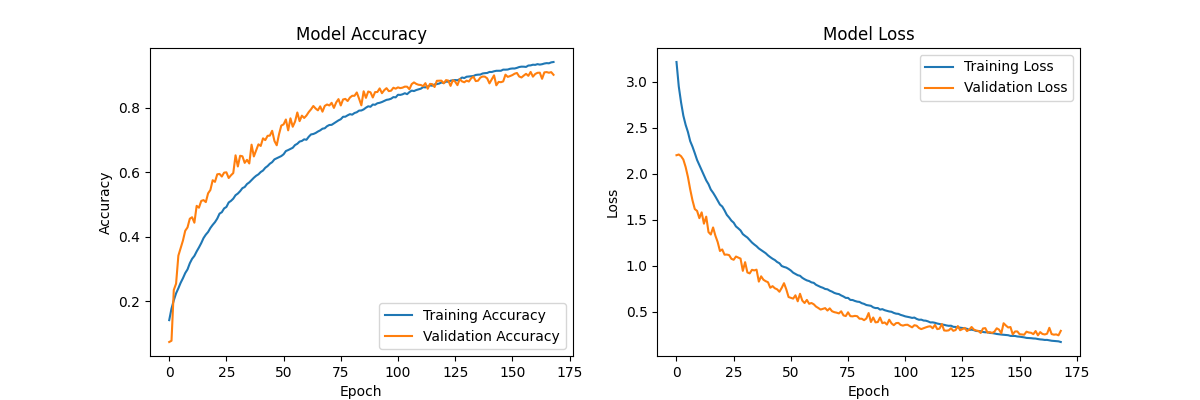 Model Accuracy
Accuracy
0.8
0.6
0.4
0.2
Training Accuracy
Validation Accuracy
0 25 50 75 100 125 150 175
Epoch
Model Loss
Loss
3.0
2.5
2.0
1.5
1.0
0.5
Training Loss
Validation Loss
0 25 50 75 100 125 150 175
Epoch